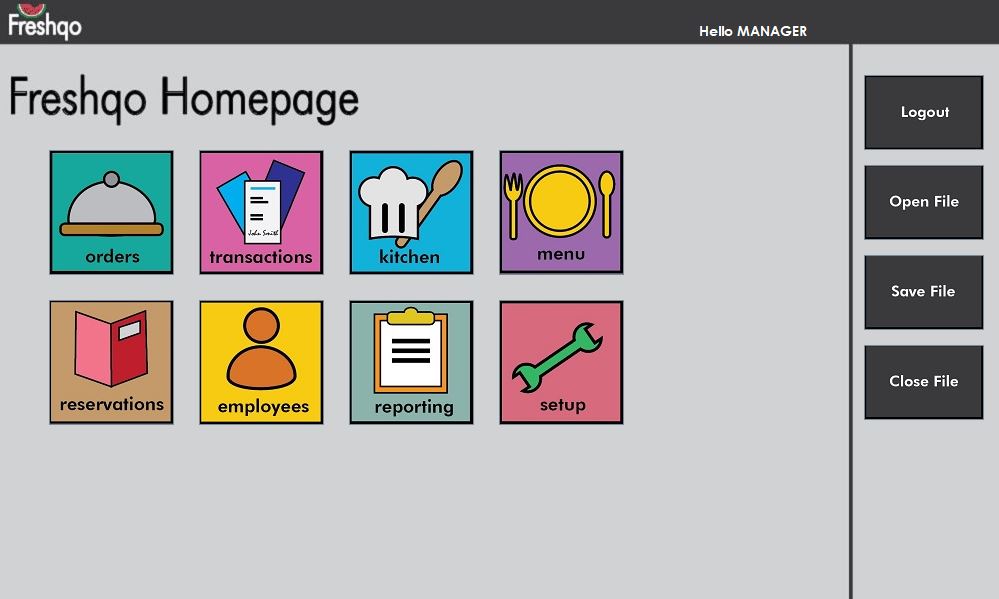 Freshqo
Hello MANAGER
Freshqo Homepage
John Smith
orders
transactions
kitchen
menu
reservations
employees
reporting
setup
Logout
Open File
Save File
Close File